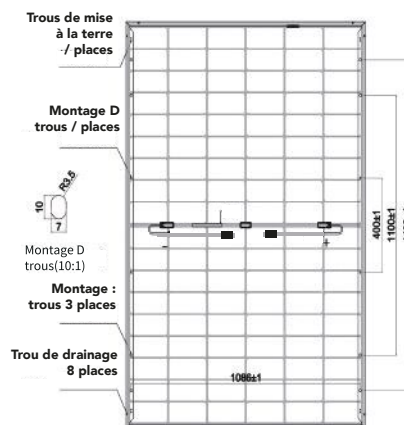 Trous de mise
à la terre
/ places
Montage D
trous / places
R3.5
10
7
Montage D
trous(10:1)
Montage :
trous 3 places
Trou de drainage
8 places
400±1
1100±1
1086±1
-
+